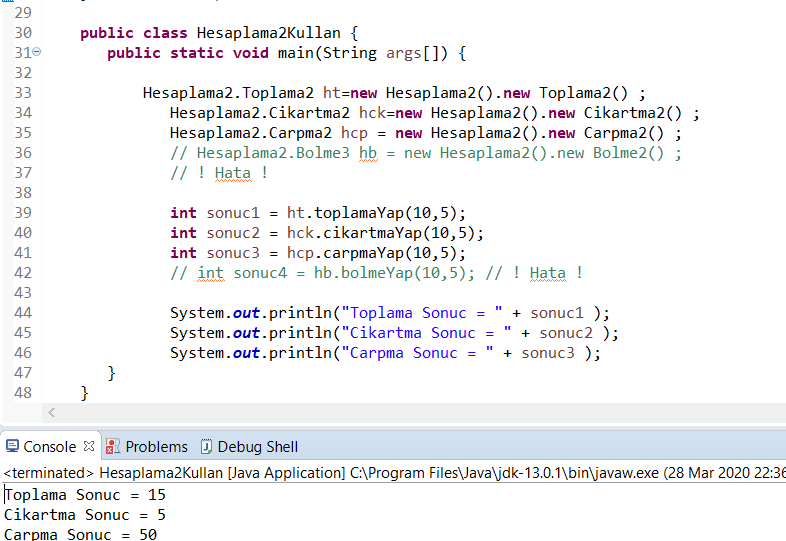 29
30 public class Hesaplama2Kullan {
31 public static void main(String args[]) {
32
33 Hesaplama2.Toplama2 ht=new Hesaplama2().new Toplama2() ;
34 Hesaplama2.Cikartma2 hck=new Hesaplama2().new Cikartma2() ;
35 Hesaplama2.Carpma2 hcp = new Hesaplama2().new Carpma2() ;
36 // Hesaplama2.Bolme3 hb = new Hesaplama2().new Bolme2() ;
37 // ! Hata !
38
39 int sonuc1 = ht.toplamaYap(10,5);
40 int sonuc2 = hck.cikartmaYap(10,5);
41 int sonuc3 = hcp.carpmaYap(10,5);
42 // int sonuc4 = hb.bolmeYap(10,5); // ! Hata !
43
44 System.out.println("Toplama Sonuc = " + sonuc1 );
45 System.out.println("Cikartma Sonuc = " + sonuc2 );
46 System.out.println("Carpma Sonuc = " + sonuc3 );
47 }
48 }
Console Problems Debug Shell
<terminated> Hesaplama2Kullan [Java Application] C:\Program Files\Java\jdk-13.0.1\bin\javaw.exe (28 Mar 2020 22:36
Toplama Sonuc = 15
Cikartma Sonuc = 5
Carpma Sonuc = 50